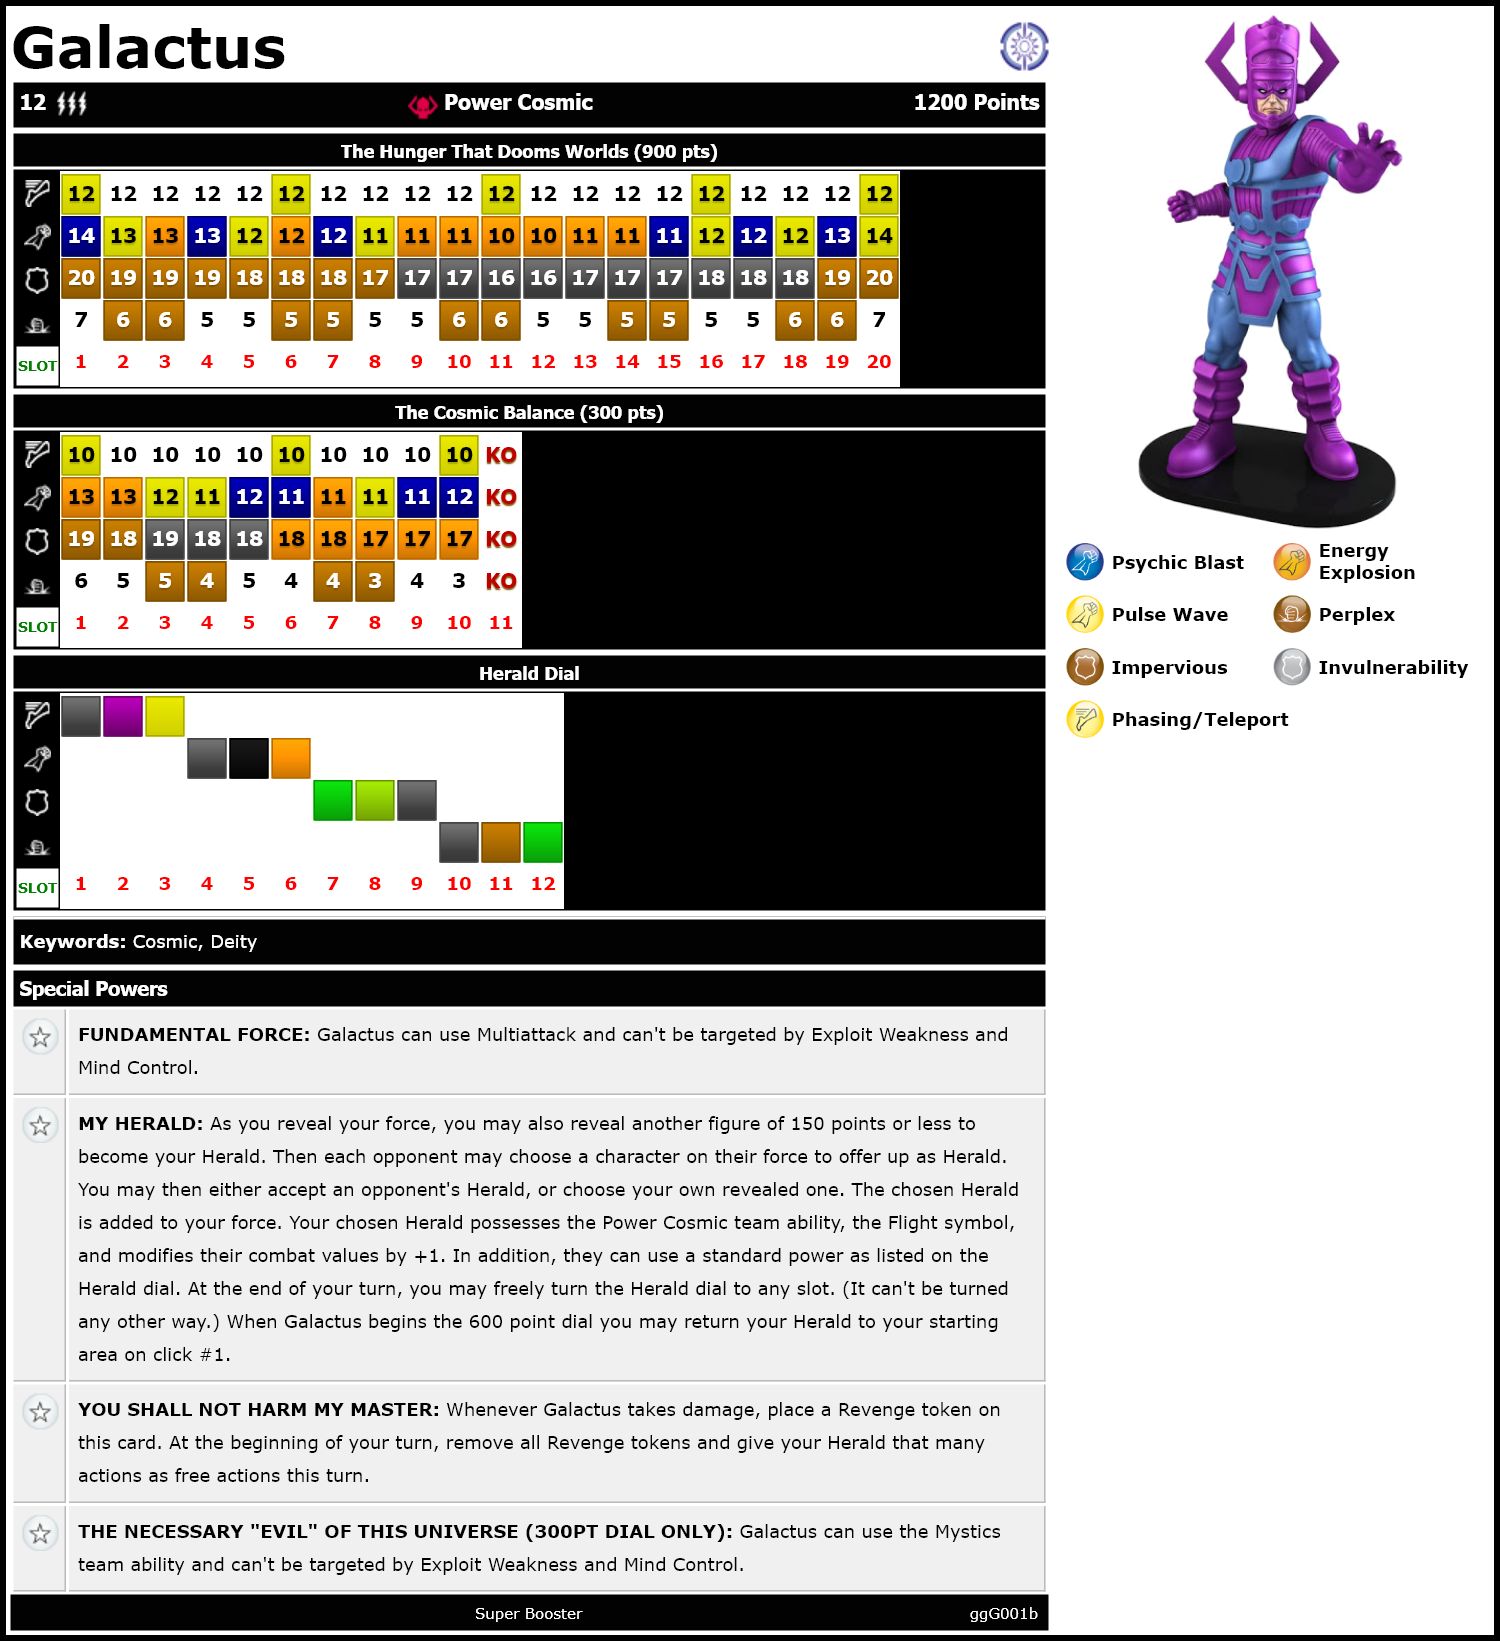 Galactus
12 Power Cosmic 1200 Points
The Hunger That Dooms Worlds (900 pts)
12 12 12 12 12 12 12 12 12 12 12 12 12 12 12 12 12 12 12 12
14 13 13 13 12 12 12 11 11 11 10 10 11 11 11 12 12 12 13 14
20 19 19 19 18 18 18 17 17 17 16 16 17 17 17 18 18 18 19 20
7 6 6 5 5 5 5 5 5 6 6 5 5 5 5 5 5 6 6 7
SLOT 1 2 3 4 5 6 7 8 9 10 11 12 13 14 15 16 17 18 19 20
The Cosmic Balance (300 pts)
10 10 10 10 10 10 10 10 10 10 KO
13 13 12 11 12 11 11 11 11 12 KO
19 18 19 18 18 18 18 17 17 17 KO
6 5 5 4 5 4 4 3 4 3 KO
SLOT 1 2 3 4 5 6 7 8 9 10 11
Herald Dial
SLOT 1 2 3 4 5 6 7 8 9 10 11 12
Keywords: Cosmic, Deity
Special Powers
FUNDAMENTAL FORCE: Galactus can use Multiattack and can't be targeted by Exploit Weakness and
Mind Control.
MY HERALD: As you reveal your force, you may also reveal another figure of 150 points or less to
become your Herald. Then each opponent may choose a character on their force to offer up as Herald.
You may then either accept an opponent's Herald, or choose your own revealed one. The chosen Herald
is added to your force. Your chosen Herald possesses the Power Cosmic team ability, the Flight symbol,
and modifies their combat values by +1. In addition, they can use a standard power as listed on the
Herald dial. At the end of your turn, you may freely turn the Herald dial to any slot. (It can't be turned
any other way.) When Galactus begins the 600 point dial you may return your Herald to your starting
area on click #1.
YOU SHALL NOT HARM MY MASTER: Whenever Galactus takes damage, place a Revenge token on
this card. At the beginning of your turn, remove all Revenge tokens and give your Herald that many
actions as free actions this turn.
THE NECESSARY "EVIL" OF THIS UNIVERSE (300PT DIAL ONLY): Galactus can use the Mystics
team ability and can't be targeted by Exploit Weakness and Mind Control.
Super Booster ggG001b
Psychic Blast
Energy
Explosion
Pulse Wave
Perplex
Impervious
Invulnerability
Phasing/Teleport